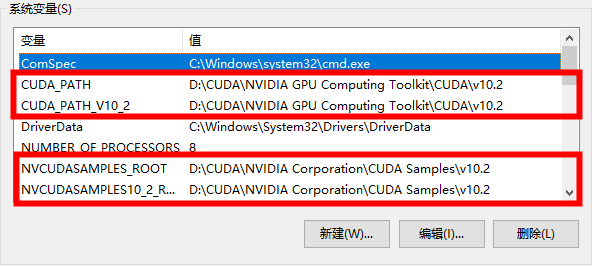 系统变量(S)
变量 值
ComSpec C:\Windows\system32\cmd.exe
CUDA_PATH D:\CUDA\NVIDIA GPU Computing Toolkit\CUDA\v10.2
CUDA_PATH_V10_2 D:\CUDA\NVIDIA GPU Computing Toolkit\CUDA\v10.2
DriverData C:\Windows\System32\Drivers\DriverData
NUMBER_OF_PROCESSORS 8
NVCUDASAMPLES_ROOT D:\CUDA\NVIDIA Corporation\CUDA Samples\v10.2
NVCUDASAMPLES10_2_R... D:\CUDA\NVIDIA Corporation\CUDA Samples\v10.2
新建(W)... 编辑(I)... 删除(L)